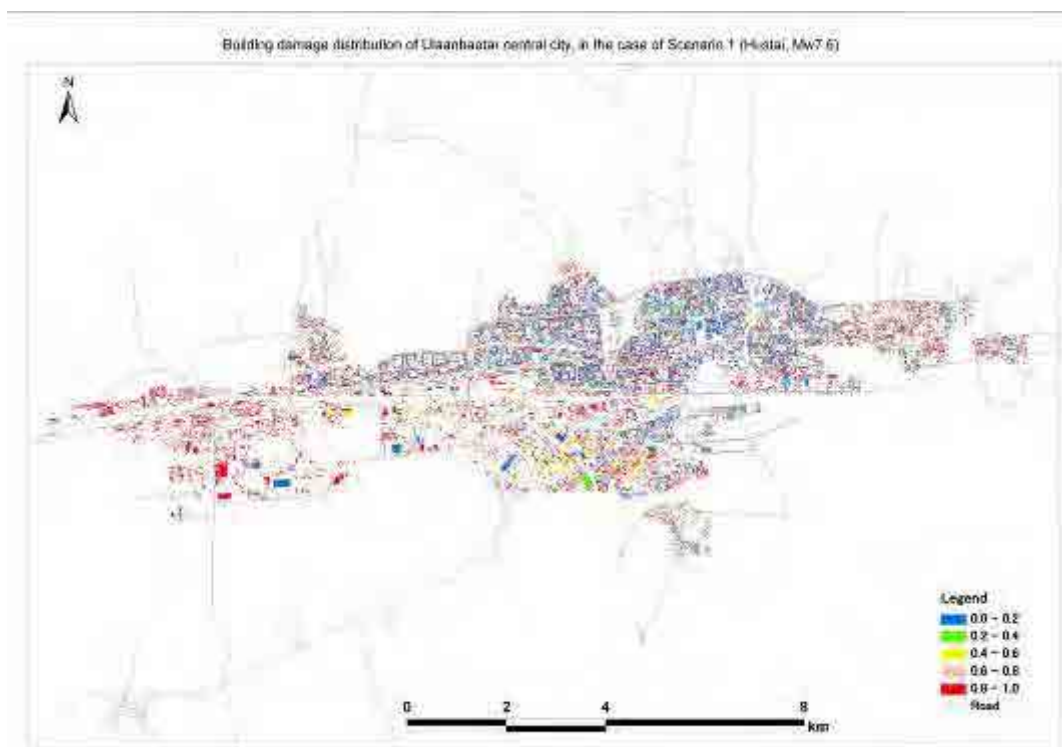 Building damage distribution of Ulaanbaatar central city, in the case of Scenario 1 (Hustai, Mw7.6)
N
Legend
0.0 - 0.2
0.2 - 0.4
0.4 - 0.6
0.6 - 0.8
0.8 - 1.0
Road
0 2 4 8
km